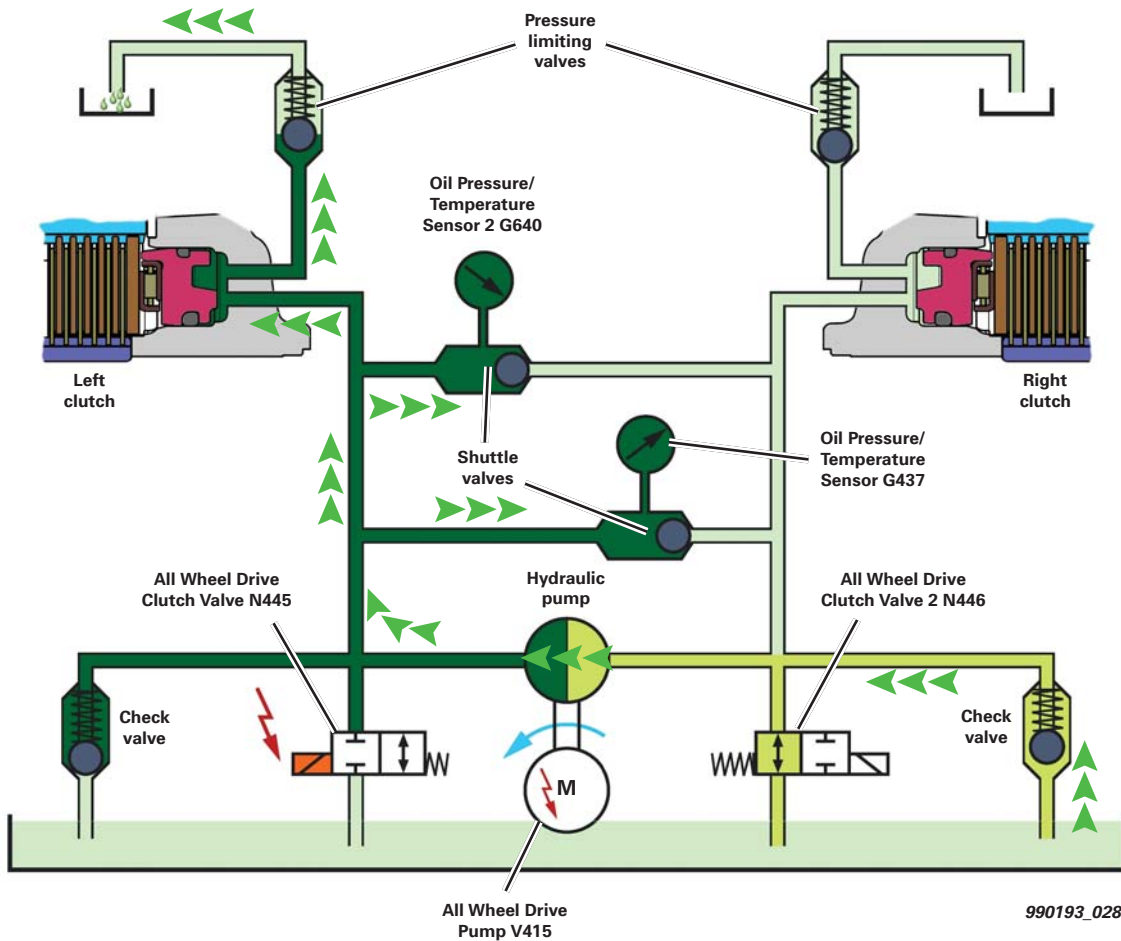 Pressure
limiting
valves
Oil Pressure/
Temperature
Sensor 2 G640
Left
clutch
Right
clutch
Shuttle
valves
Oil Pressure/
Temperature
Sensor G437
All Wheel Drive
Clutch Valve N445
Hydraulic
pump
All Wheel Drive
Clutch Valve 2 N446
Check
valve
Check
valve
M
All Wheel Drive
Pump V415
990193_028